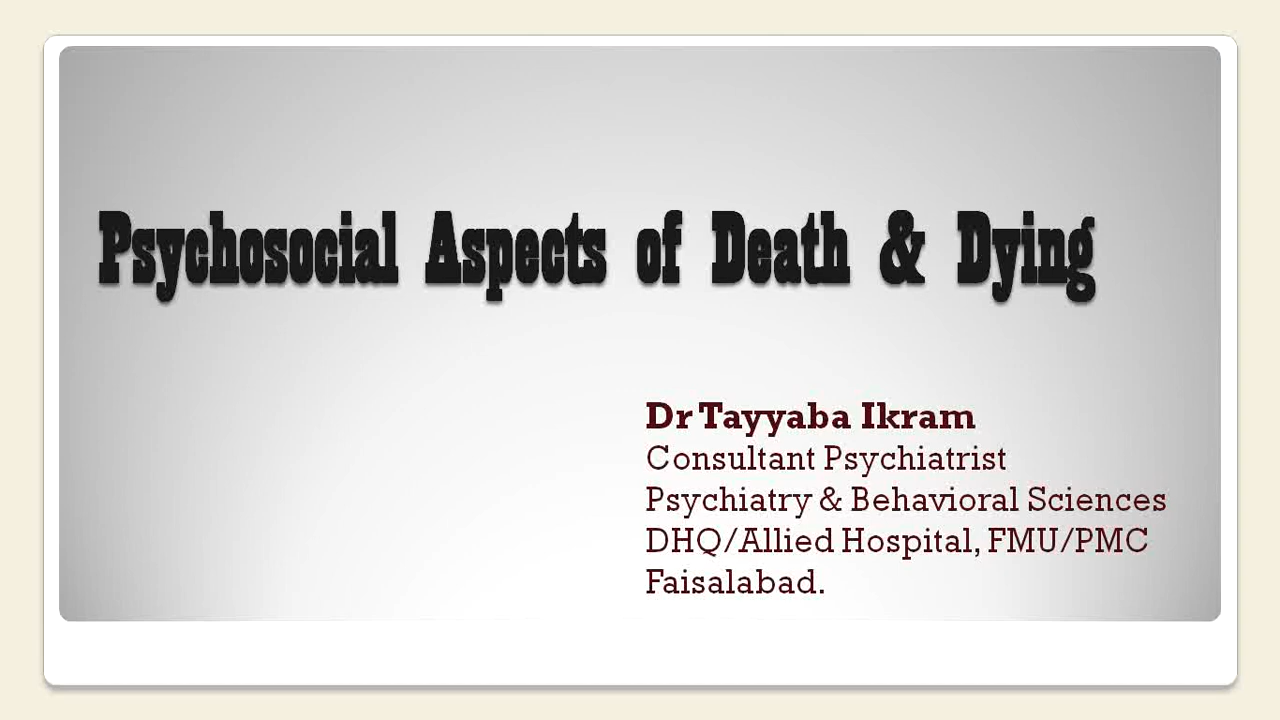 Psychosocial Aspects of Death & Dying
Dr Tayyaba Ikram
Consultant Psychiatrist
Psychiatry & Behavioral Sciences
DHQ/Allied Hospital, FMU/PMC
Faisalabad.